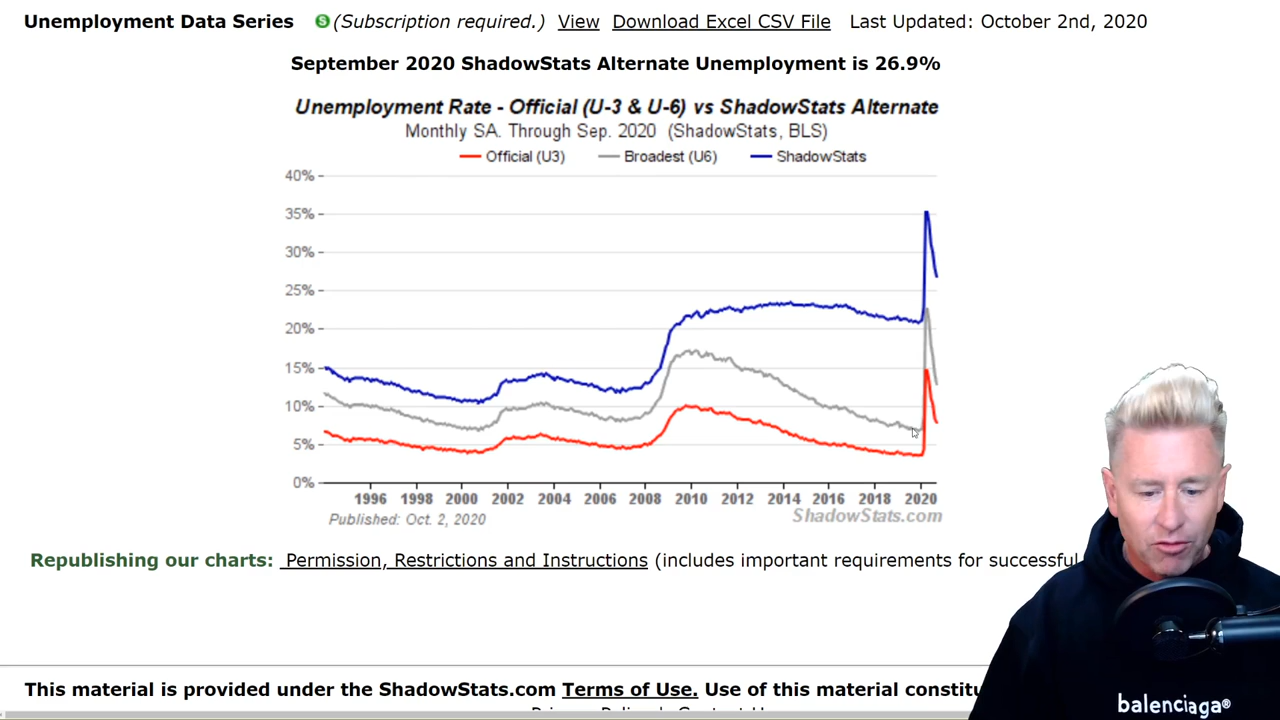 Unemployment Data Series S (Subscription required.) View Download Excel CSV File Last Updated: October 2nd, 2020
September 2020 ShadowStats Alternate Unemployment is 26.9%
Unemployment Rate - Official (U-3 & U-6) vs ShadowStats Alternate
Monthly SA. Through Sep. 2020 (ShadowStats, BLS)
Official (U3) Broadest (U6) ShadowStats
40%
35%
30%
25%
20%
15%
10%
5%
0%
1996 1998 2000 2002 2004 2006 2008 2010 2012 2014 2016 2018 2020
Published: Oct. 2, 2020
ShadowStats.com
Republishing our charts: Permission, Restrictions and Instructions (includes important requirements for successful
This material is provided under the ShadowStats.com Terms of Use. Use of this material constitu
balenciaga®